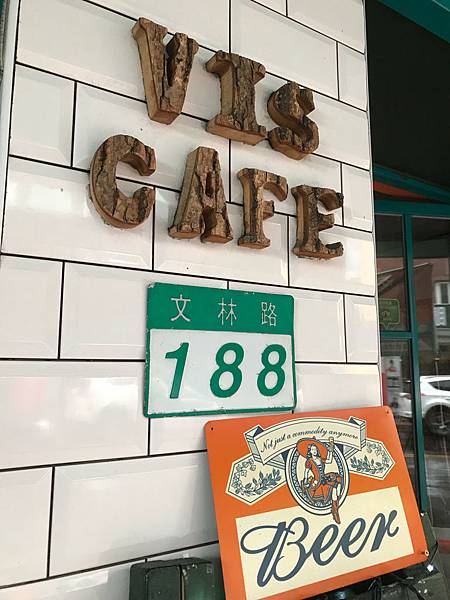 VIS
CAFE
文林路
188
Not just a commodity anymore
Beer